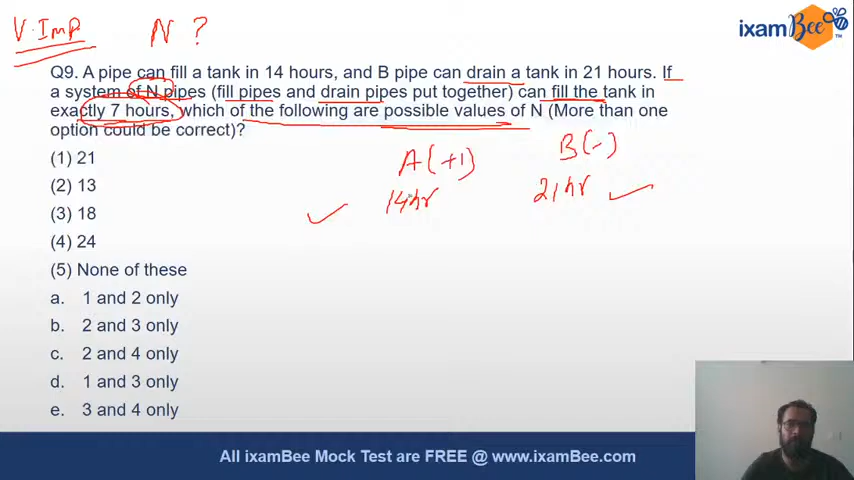 V. Imp N ?
ixamBee
Q9. A pipe can fill a tank in 14 hours, and B pipe can drain a tank in 21 hours. If
a system of N pipes (fill pipes and drain pipes put together) can fill the tank in
exactly 7 hours, which of the following are possible values of N (More than one
option could be correct)?
A (+1) B (-)
14hr 21hr
(1) 21
(2) 13
(3) 18
(4) 24
(5) None of these
a. 1 and 2 only
b. 2 and 3 only
c. 2 and 4 only
d. 1 and 3 only
e. 3 and 4 only
All ixamBee Mock Test are FREE @ www.ixamBee.com